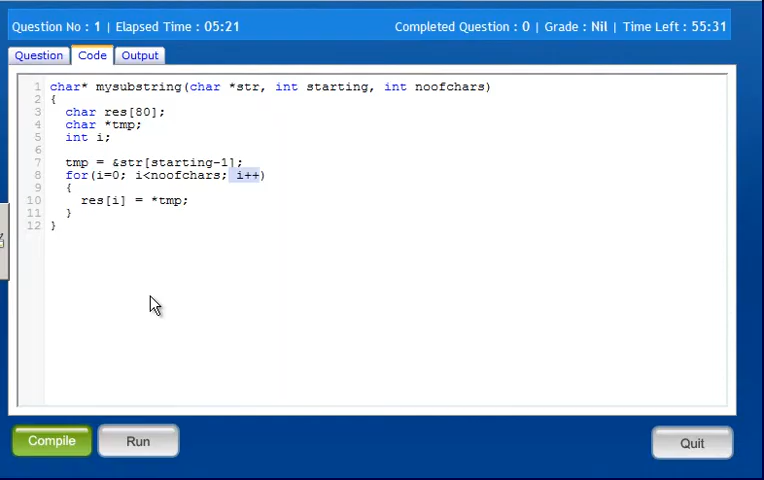 Question No : 1 | Elapsed Time : 05:21 Completed Question : 0 | Grade : Nil | Time Left : 55:31
Question Code Output
1 char* mysubstring(char *str, int starting, int noofchars)
2 {
3 char res[80];
4 char *tmp;
5 int i;
6
7 tmp = &str[starting-1];
8 for(i=0; i<noofchars; i++)
9 {
10 res[i] = *tmp;
11 }
12 }
Compile Run Quit